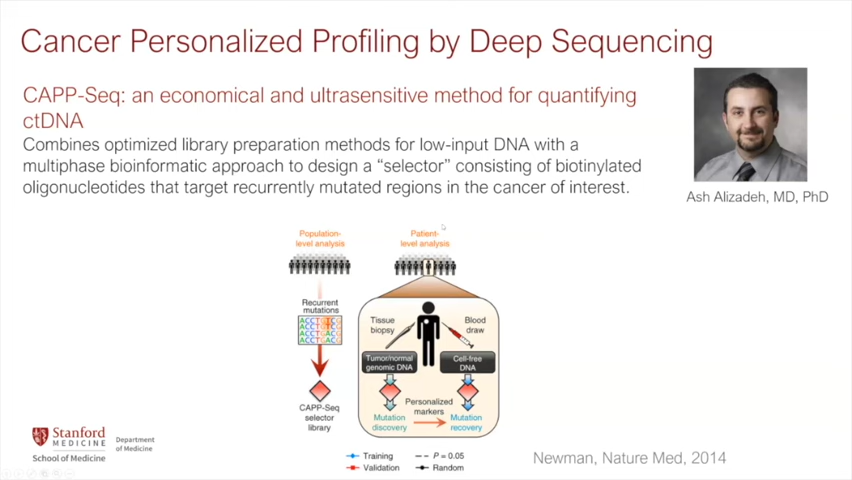 Cancer Personalized Profiling by Deep Sequencing
CAPP-Seq: an economical and ultrasensitive method for quantifying
ctDNA
Combines optimized library preparation methods for low-input DNA with a
multiphase bioinformatic approach to design a “selector” consisting of biotinylated
oligonucleotides that target recurrently mutated regions in the cancer of interest.
Ash Alizadeh, MD, PhD
Population-
level analysis
Patient-
level analysis
Recurrent
mutations
ACCTGTCG
ACCTGTCG
ACCTGACG
ACCTGACG
CAPP-Seq
selector
library
Tissue
biopsy
Blood
draw
Tumor/normal
genomic DNA
Cell-free
DNA
Personalized
markers
Mutation
discovery
Mutation
recovery
Training
P = 0.05
Validation
Random
Stanford
MEDICINE
School of Medicine
Department
of Medicine
Newman, Nature Med, 2014